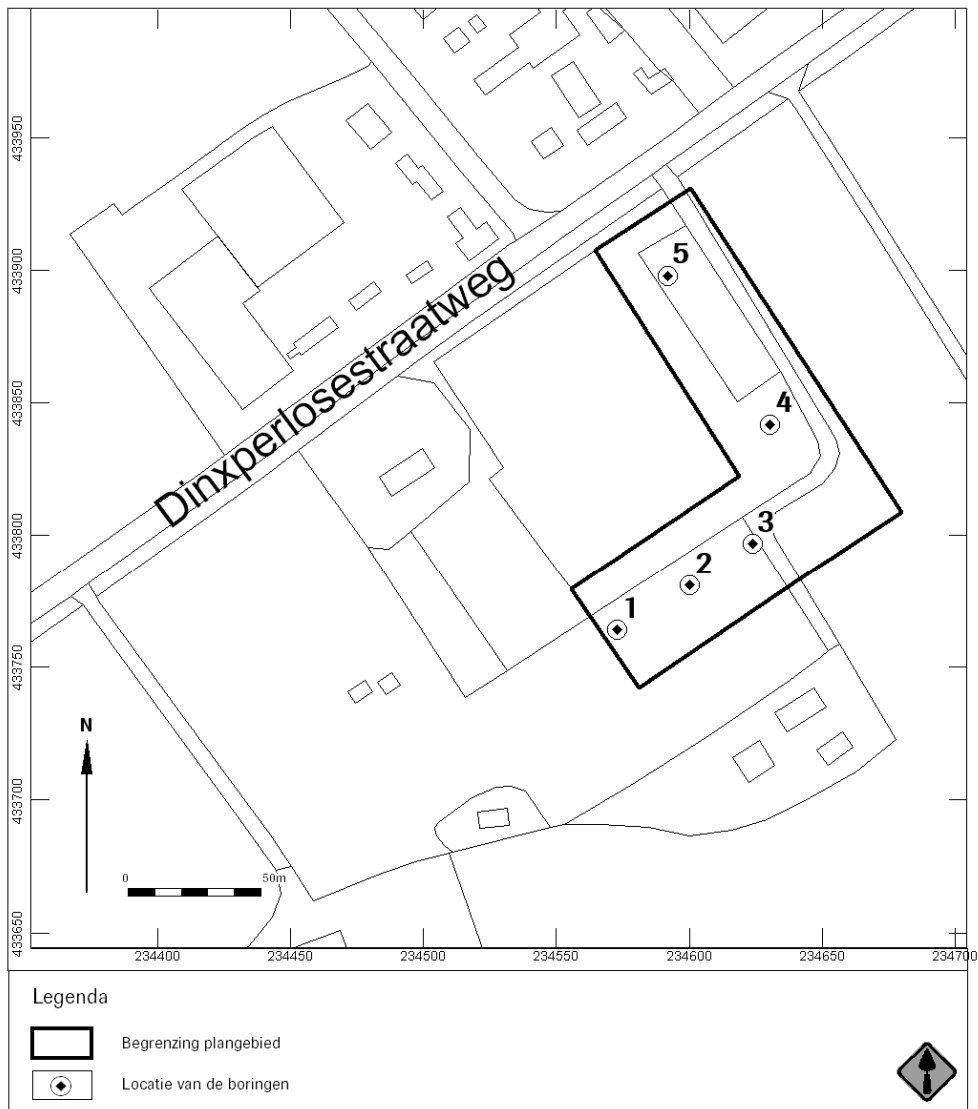 433950
433900
433850
433800
433750
433700
433650
Dinxperlosestraatweg
5
4
3
2
1
N
0 50m
234400 234450 234500 234550 234600 234650 234700
Legenda
Begrenzing plangebied
Locatie van de boringen